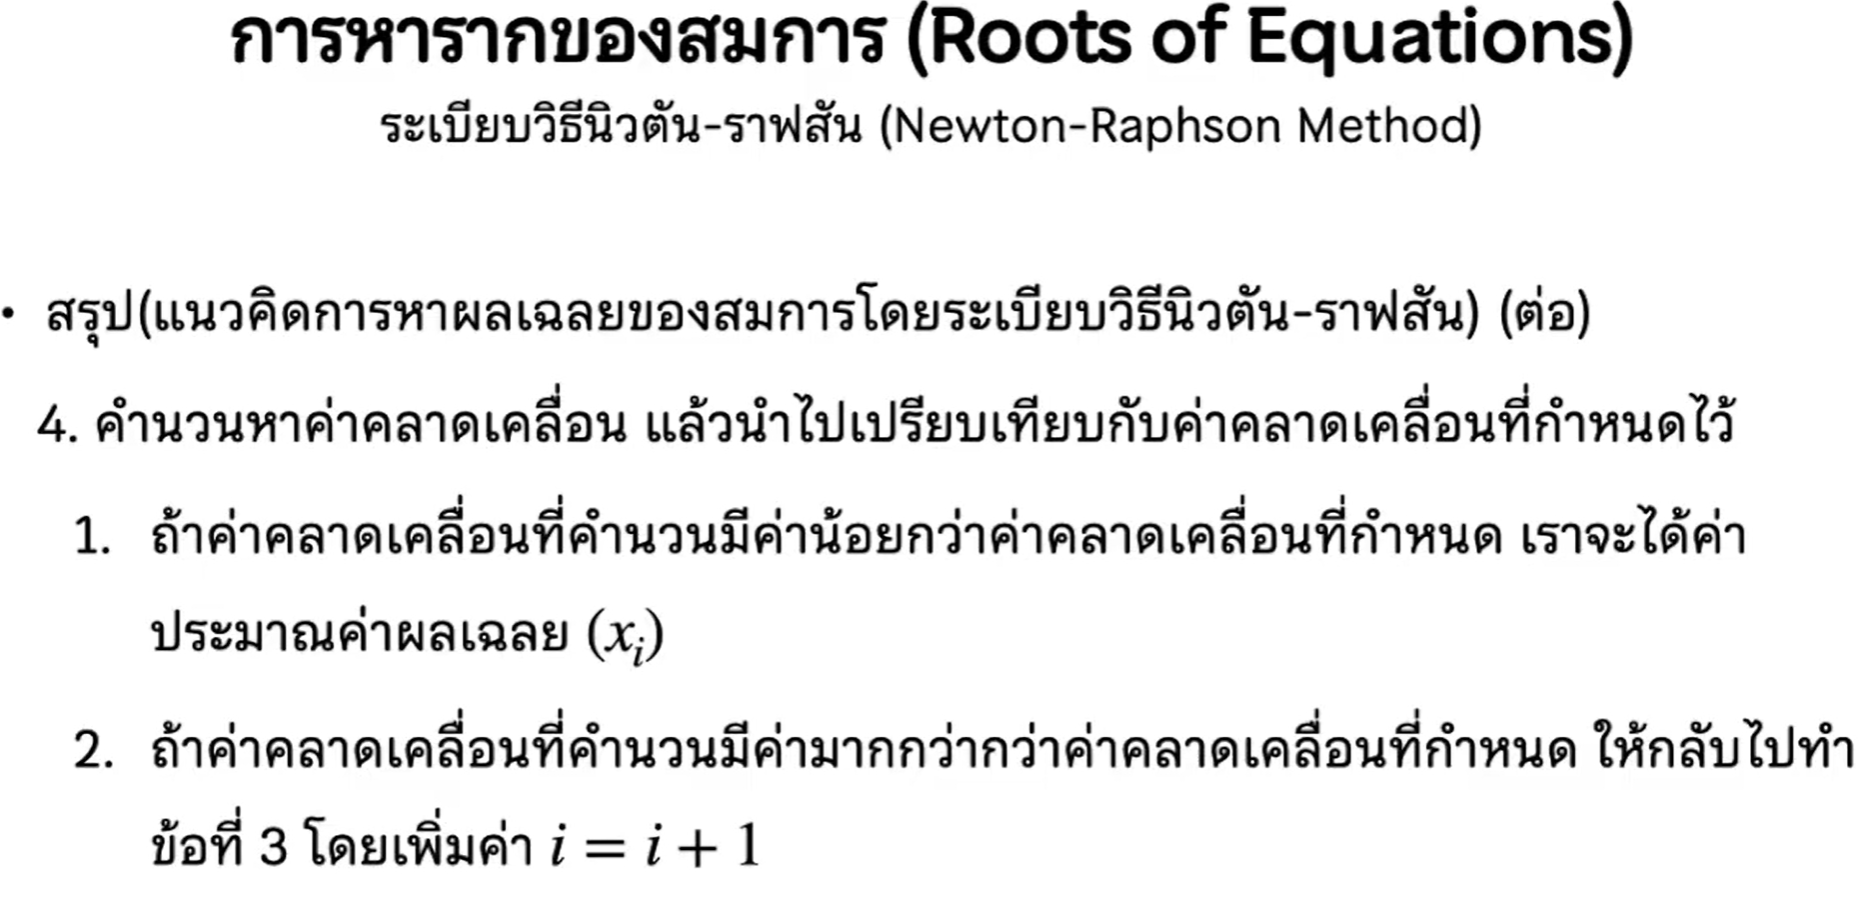 การหารากของสมการ (Roots of Equations)
ระเบียบวิธีนิวตัน-ราฟสัน (Newton-Raphson Method)
• สรุป(แนวคิดการหาผลเฉลยของสมการโดยระเบียบวิธีนิวตัน-ราฟสัน) (ต่อ)
4. คำนวนหาค่าคลาดเคลื่อน แล้วนำไปเปรียบเทียบกับค่าคลาดเคลื่อนที่กำหนดไว้
1. ถ้าค่าคลาดเคลื่อนที่คำนวนมีค่าน้อยกว่าค่าคลาดเคลื่อนที่กำหนด เราจะได้ค่า
ประมาณค่าผลเฉลย (xᵢ)
2. ถ้าค่าคลาดเคลื่อนที่คำนวนมีค่ามากกว่ากว่าค่าคลาดเคลื่อนที่กำหนด ให้กลับไปทำ
ข้อที่ 3 โดยเพิ่มค่า i = i + 1